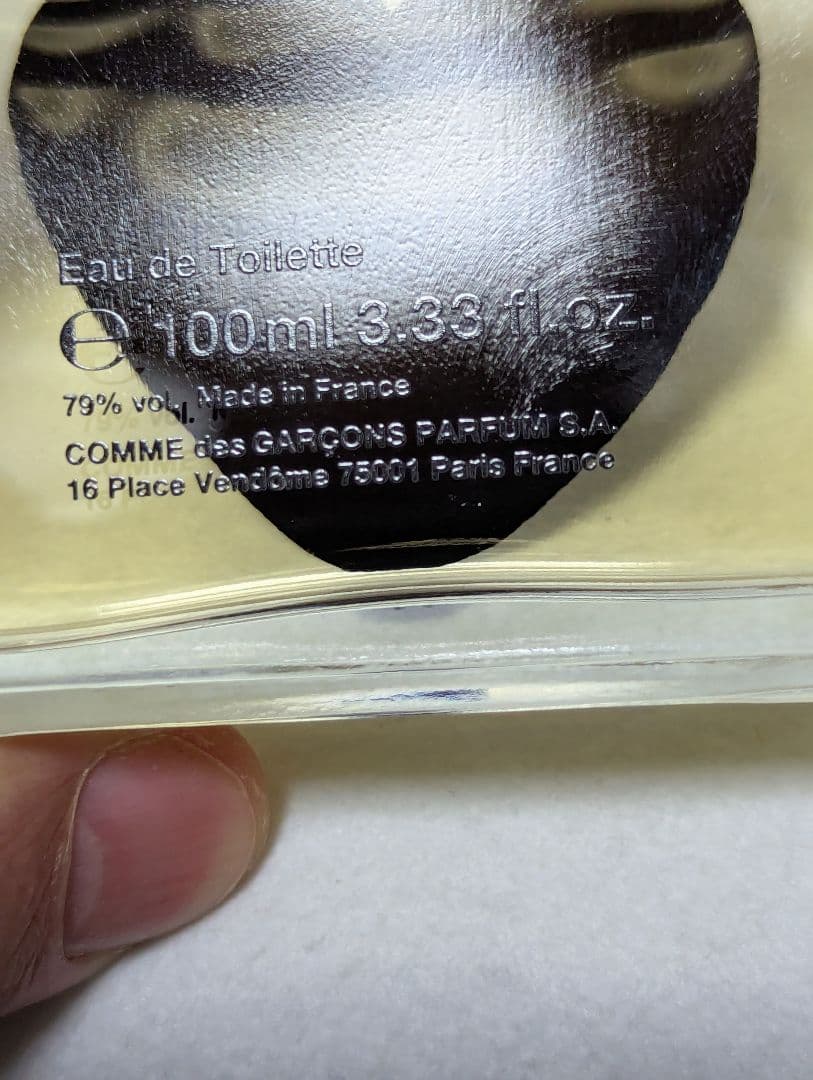 Eau de Toilette
℮ 100ml 3.33 fl.oz.
79% vol. Made in France
COMME des GARÇONS PARFUM S.A.
16 Place Vendôme 75001 Paris France